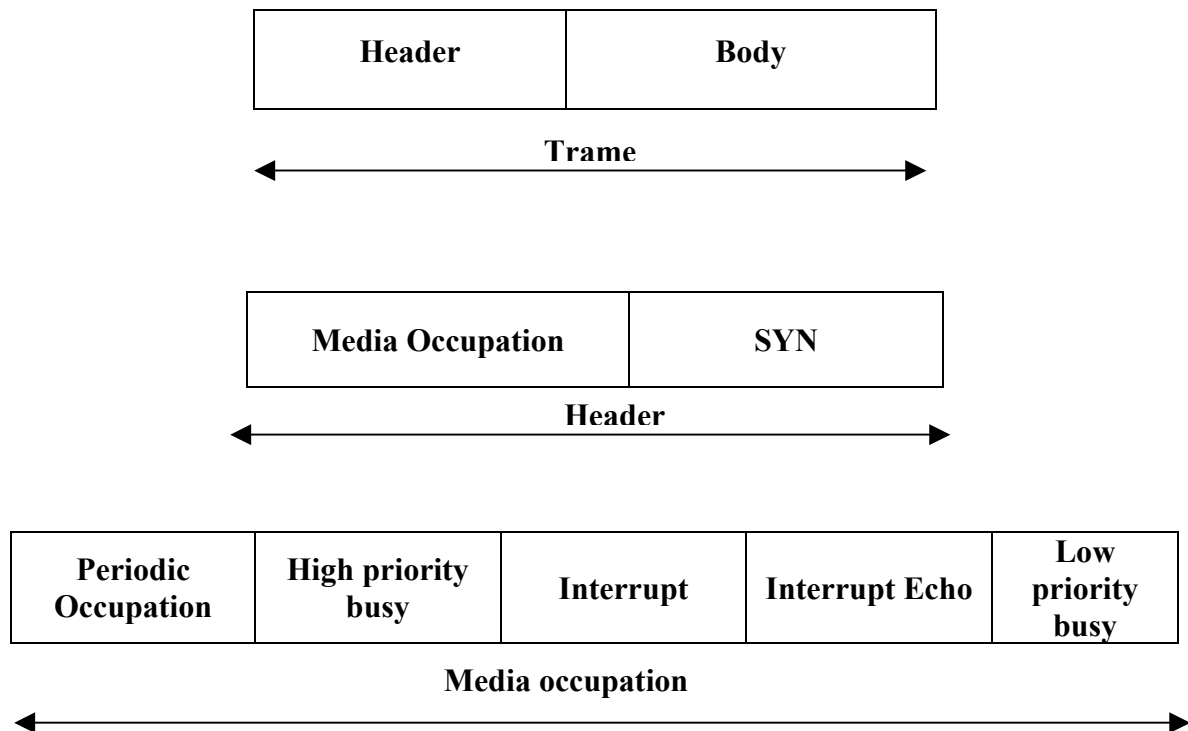 Header Body
Trame
Media Occupation SYN
Header
Periodic Occupation High priority busy Interrupt Interrupt Echo Low priority busy
Media occupation